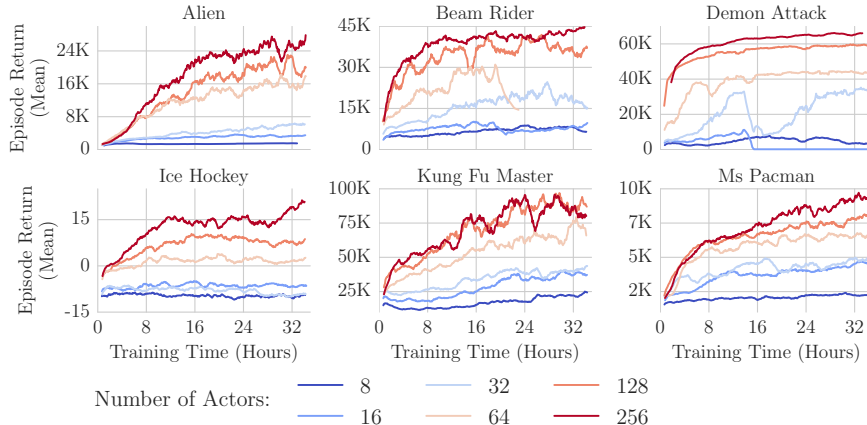 Alien
Beam Rider
Demon Attack
Episode Return
(Mean)
24K
16K
8K
0
45K
30K
15K
0
60K
40K
20K
0
Ice Hockey
Kung Fu Master
Ms Pacman
Episode Return
(Mean)
15
0
-15
100K
75K
50K
25K
10K
7K
5K
2K
0 8 16 24 32
0 8 16 24 32
0 8 16 24 32
Training Time (Hours)
Training Time (Hours)
Training Time (Hours)
Number of Actors:
8
32
128
16
64
256